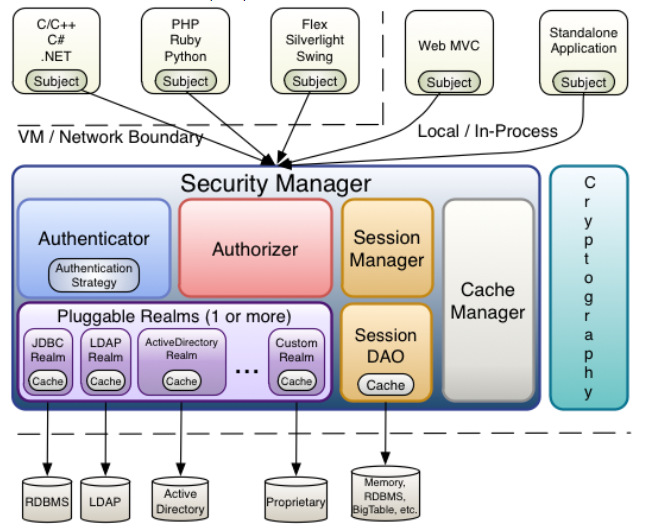 C/C++
C#
.NET
Subject
PHP
Ruby
Python
Subject
Flex
Silverlight
Swing
Subject
Web MVC
Subject
Standalone
Application
Subject
VM / Network Boundary
Local / In-Process
Security Manager
Authenticator
Authentication
Strategy
Authorizer
Session
Manager
Cache
Manager
Cryptography
Pluggable Realms (1 or more)
JDBC
Realm
Cache
LDAP
Realm
Cache
ActiveDirectory
Realm
Cache
...
Custom
Realm
Cache
Session
DAO
Cache
RDBMS
LDAP
Active
Directory
Proprietary
Memory,
RDBMS,
BigTable, etc.